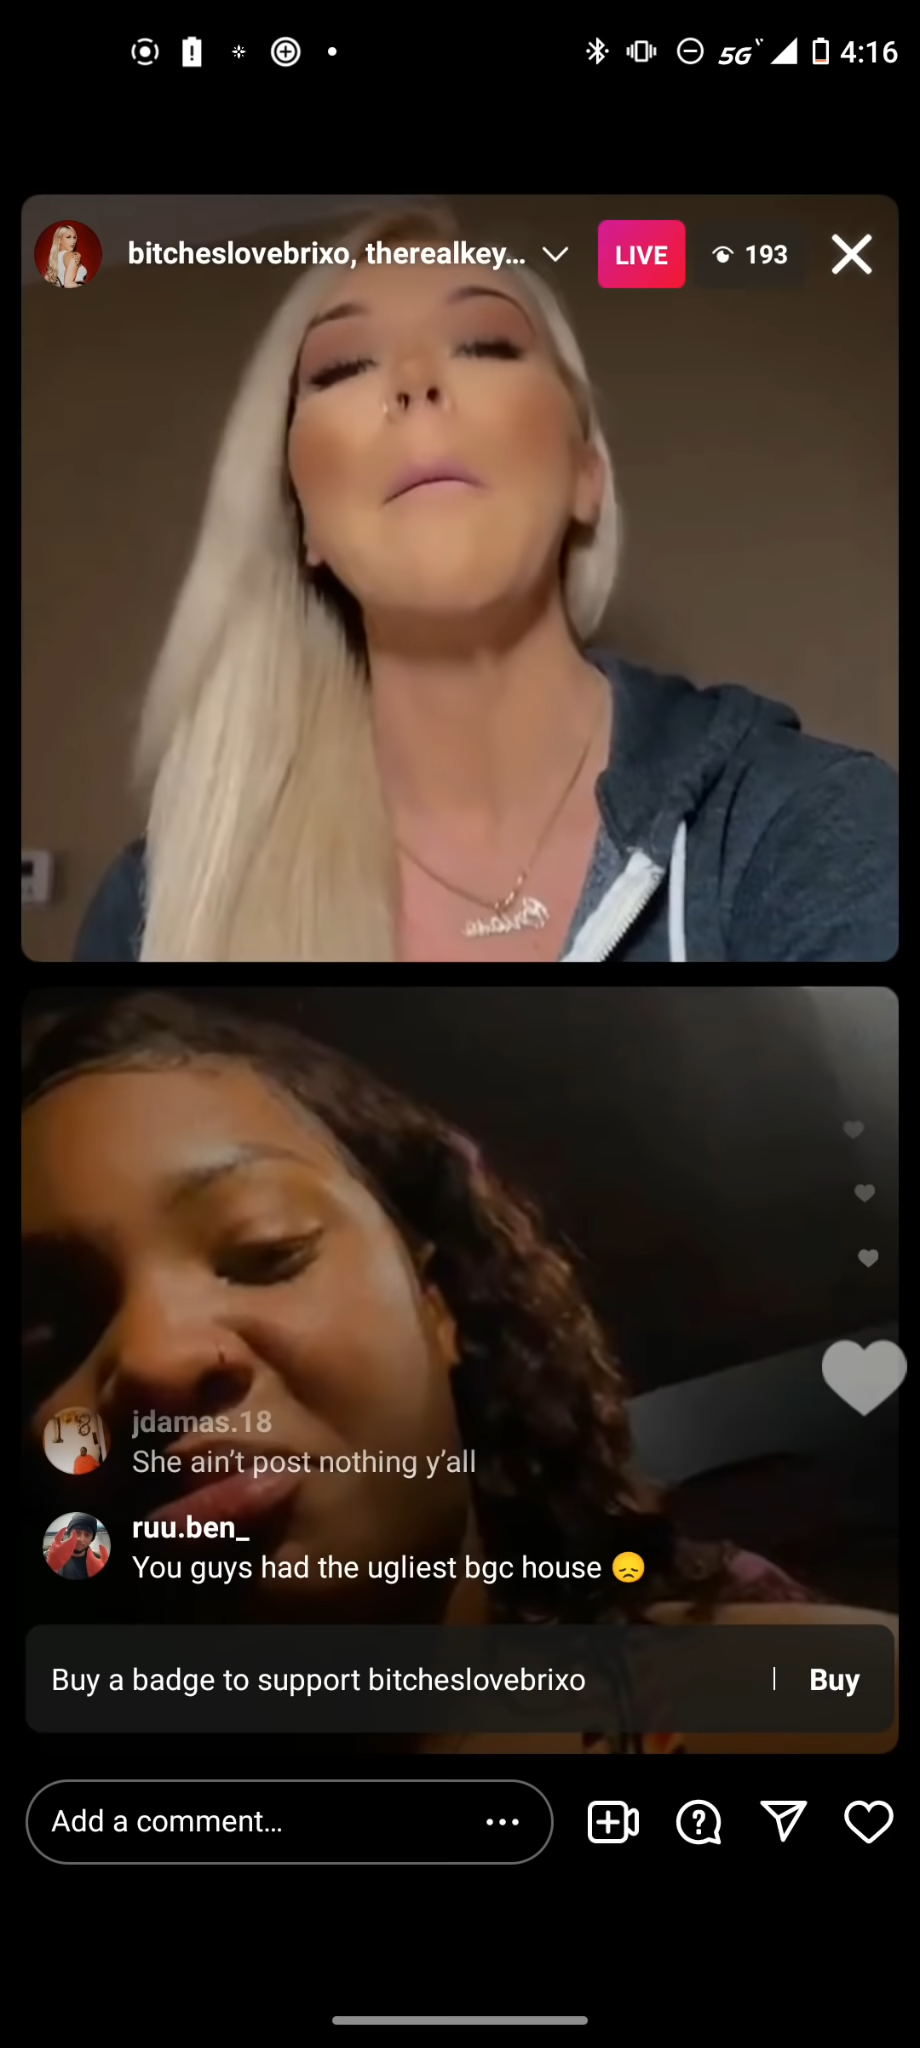 4:16
5G
bitcheslovebrixo, therealkey...
LIVE
193
jdamas.18
She ain't post nothing y'all
ruu.ben_
You guys had the ugliest bgc house 😞
Buy a badge to support bitcheslovebrixo | Buy
Add a comment...